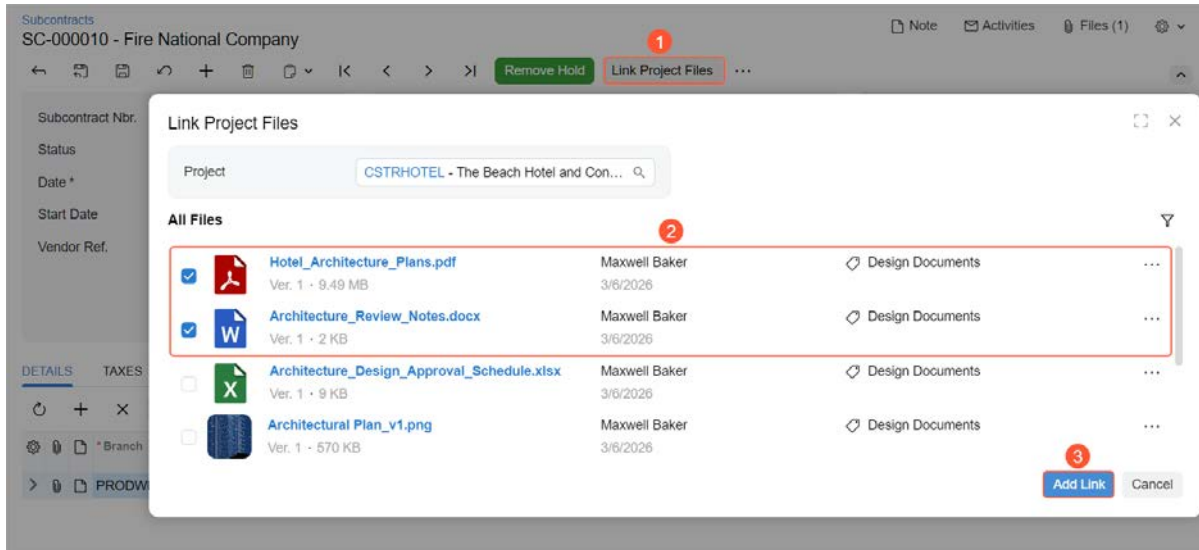 Subcontracts
SC-000010 - Fire National Company
Note Activities Files (1)
1
Remove Hold Link Project Files
Subcontract Nbr.
Status
Date *
Start Date
Vendor Ref.
Link Project Files
Project CSTRHOTEL - The Beach Hotel and Con...
All Files
2
Hotel_Architecture_Plans.pdf Maxwell Baker Design Documents
Ver. 1 · 9.49 MB 3/6/2026
W
Architecture_Review_Notes.docx Maxwell Baker Design Documents
Ver. 1 · 2 KB 3/6/2026
X
Architecture_Design_Approval_Schedule.xlsx Maxwell Baker Design Documents
Ver. 1 · 9 KB 3/6/2026
Architectural Plan_v1.png Maxwell Baker Design Documents
Ver. 1 · 570 KB 3/6/2026
3
Add Link Cancel
DETAILS TAXES
* Branch
PRODW